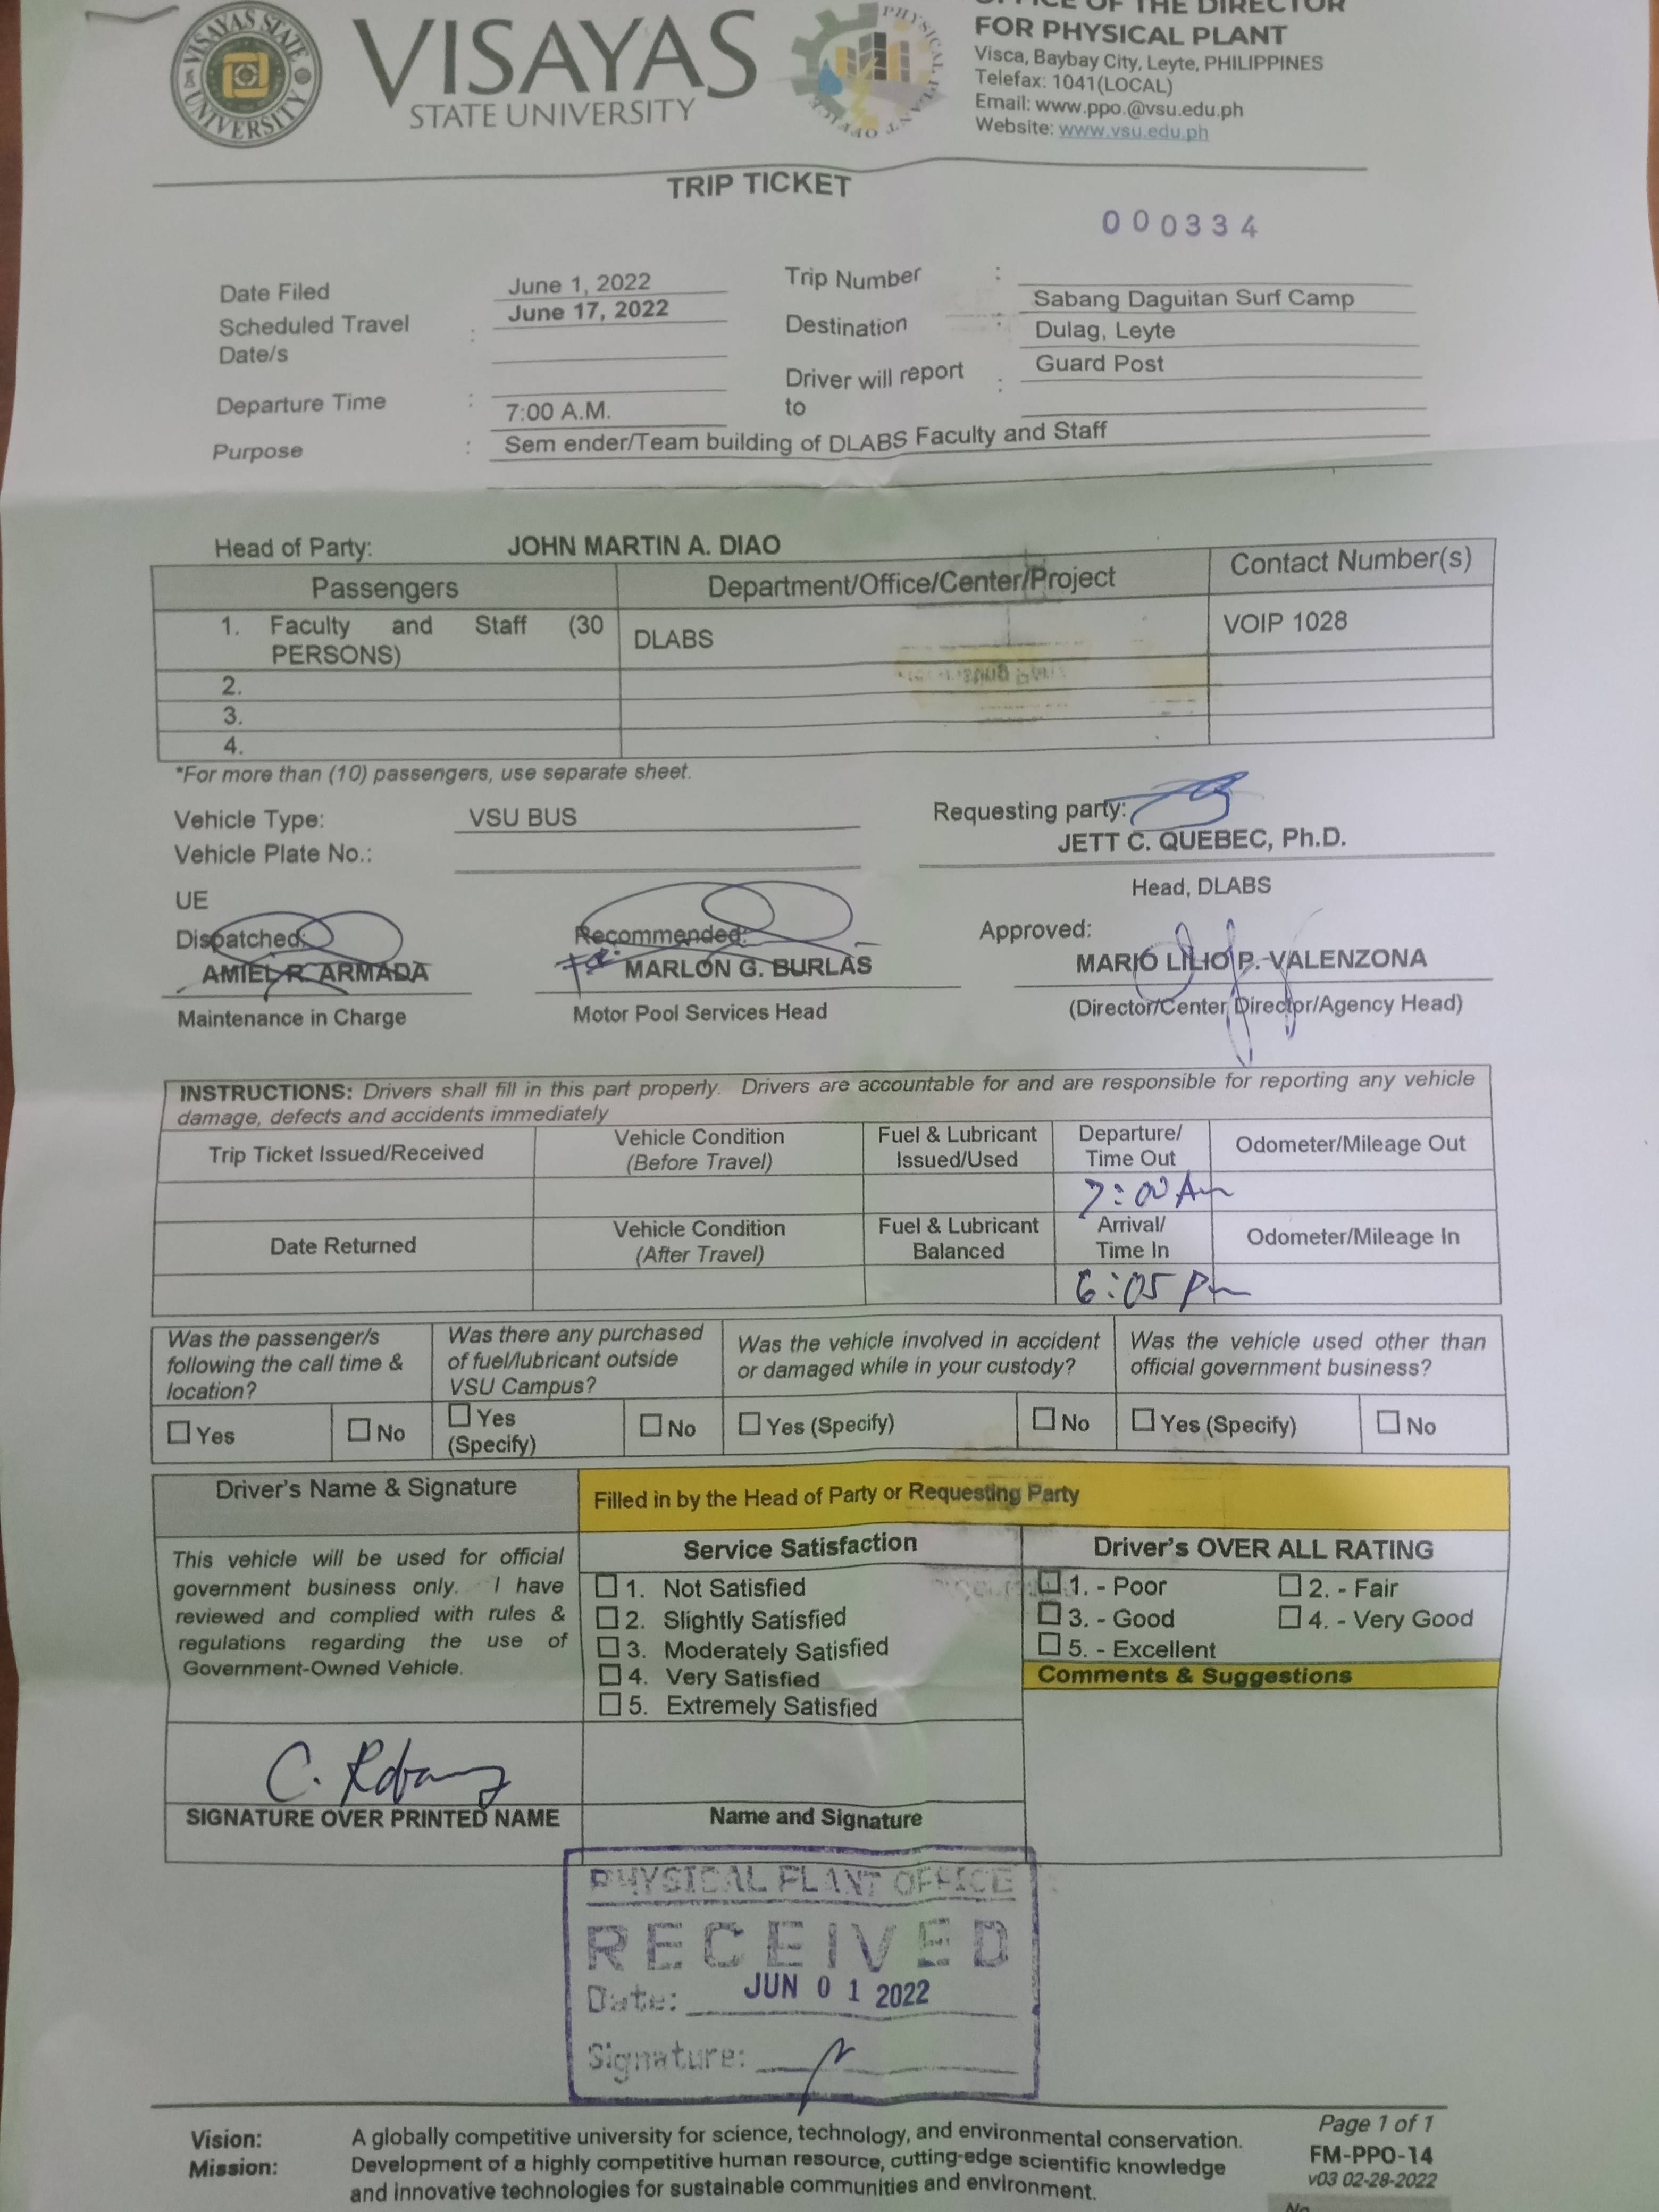 VISAYAS STATE UNIVERSITY
VISAYAS
STATE UNIVERSITY
PHYSICAL PLANT OFFICE
OFFICE OF THE DIRECTOR
FOR PHYSICAL PLANT
Visca, Baybay City, Leyte, PHILIPPINES
Telefax: 1041(LOCAL)
Email: www.ppo.@vsu.edu.ph
Website: www.vsu.edu.ph
TRIP TICKET
000334
Date Filed June 1, 2022 Trip Number :
Scheduled Travel Date/s : June 17, 2022 Destination : Sabang Daguitan Surf Camp
Dulag, Leyte
Driver will report to : Guard Post
Departure Time : 7:00 A.M.
Purpose : Sem ender/Team building of DLABS Faculty and Staff
Head of Party: JOHN MARTIN A. DIAO
Passengers Department/Office/Center/Project Contact Number(s)
1. Faculty and Staff (30 PERSONS) DLABS VOIP 1028
2.
3.
4.
*For more than (10) passengers, use separate sheet.
Vehicle Type: VSU BUS Requesting party:
Vehicle Plate No.: JETT C. QUEBEC, Ph.D.
UE Head, DLABS
Dispatched: Recommended: Approved:
AMIEL R. ARMADA For: MARLON G. BURLAS MARIO LILIO P. VALENZONA
Maintenance in Charge Motor Pool Services Head (Director/Center Director/Agency Head)
INSTRUCTIONS: Drivers shall fill in this part properly. Drivers are accountable for and are responsible for reporting any vehicle
damage, defects and accidents immediately
Trip Ticket Issued/Received Vehicle Condition (Before Travel) Fuel & Lubricant Issued/Used Departure/ Time Out Odometer/Mileage Out
7:00 Am
Date Returned Vehicle Condition (After Travel) Fuel & Lubricant Balanced Arrival/ Time In Odometer/Mileage In
6:05 Pm
Was the passenger/s following the call time & location? Was there any purchased of fuel/lubricant outside VSU Campus? Was the vehicle involved in accident or damaged while in your custody? Was the vehicle used other than official government business?
Yes No Yes (Specify) No Yes (Specify) No Yes (Specify) No
Driver's Name & Signature Filled in by the Head of Party or Requesting Party
Service Satisfaction Driver's OVER ALL RATING
This vehicle will be used for official
government business only. I have
reviewed and complied with rules &
regulations regarding the use of
Government-Owned Vehicle.
1. Not Satisfied
2. Slightly Satisfied
3. Moderately Satisfied
4. Very Satisfied
5. Extremely Satisfied
1. - Poor 2. - Fair
3. - Good 4. - Very Good
5. - Excellent
Comments & Suggestions
SIGNATURE OVER PRINTED NAME Name and Signature
PHYSICAL PLANT OFFICE
RECEIVED
Date: JUN 01 2022
Signature:
Vision: A globally competitive university for science, technology, and environmental conservation.
Mission: Development of a highly competitive human resource, cutting-edge scientific knowledge
and innovative technologies for sustainable communities and environment.
Page 1 of 1
FM-PPO-14
v03 02-28-2022
No.